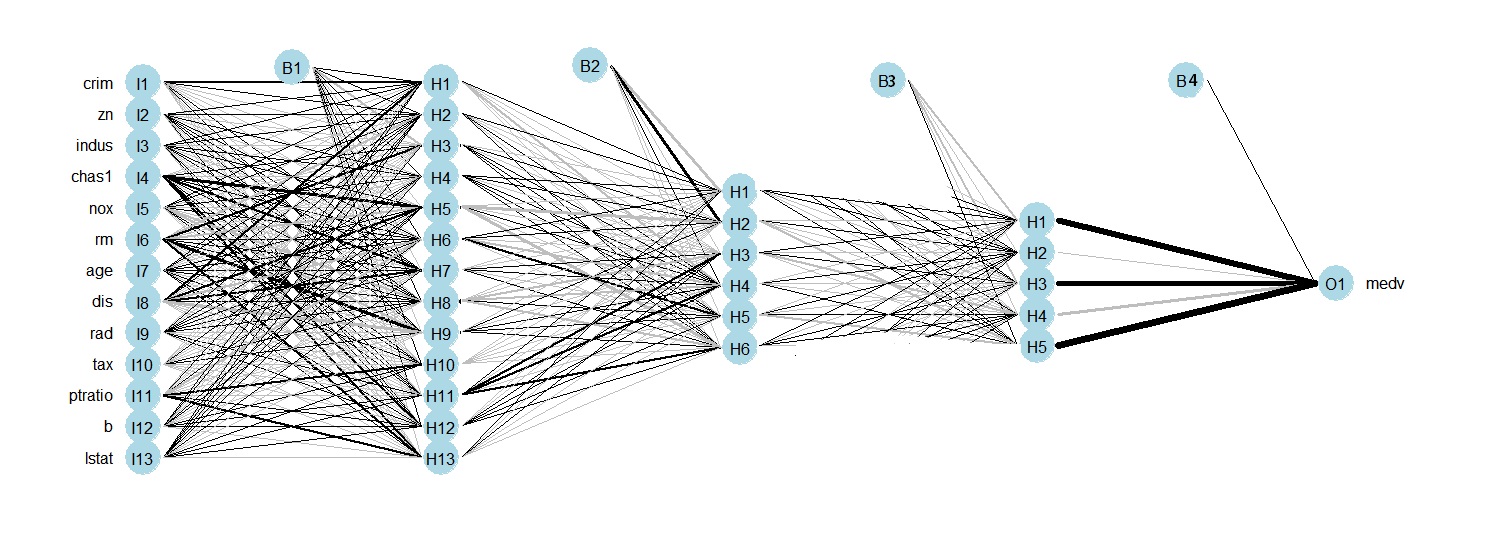 B1
B2
B3
B4
crim I1 H1
zn I2 H2
indus I3 H3
chas1 I4 H4 H1
nox I5 H5 H2 H1
rm I6 H6 H3 H2
age I7 H7 H4 H3 O1 medv
dis I8 H8 H5 H4
rad I9 H9 H6 H5
tax I10 H10
ptratio I11 H11
b I12 H12
lstat I13 H13